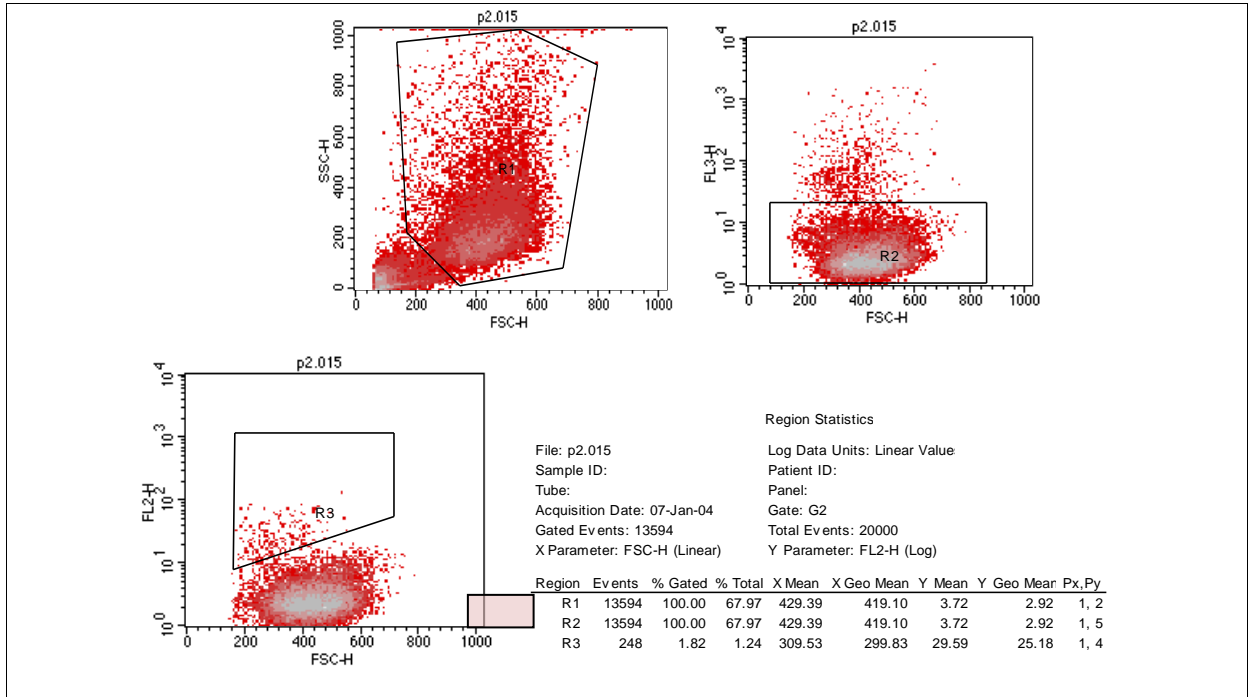 p2.015
SSC-H
1000
800
600
400
200
0
R1
0 200 400 600 800 1000
FSC-H
p2.015
FL3-H
10^4
10^3
10^2
10^1
10^0
R2
0 200 400 600 800 1000
FSC-H
p2.015
FL2-H
10^4
10^3
10^2
10^1
10^0
R3
0 200 400 600 800 1000
FSC-H
Region Statistics
File: p2.015 Log Data Units: Linear Value
Sample ID: Patient ID:
Tube: Panel:
Acquisition Date: 07-Jan-04 Gate: G2
Gated Events: 13594 Total Events: 20000
X Parameter: FSC-H (Linear) Y Parameter: FL2-H (Log)
Region Events % Gated % Total X Mean X Geo Mean Y Mean Y Geo Mean Px,Py
R1 13594 100.00 67.97 429.39 419.10 3.72 2.92 1, 2
R2 13594 100.00 67.97 429.39 419.10 3.72 2.92 1, 5
R3 248 1.82 1.24 309.53 299.83 29.59 25.18 1, 4